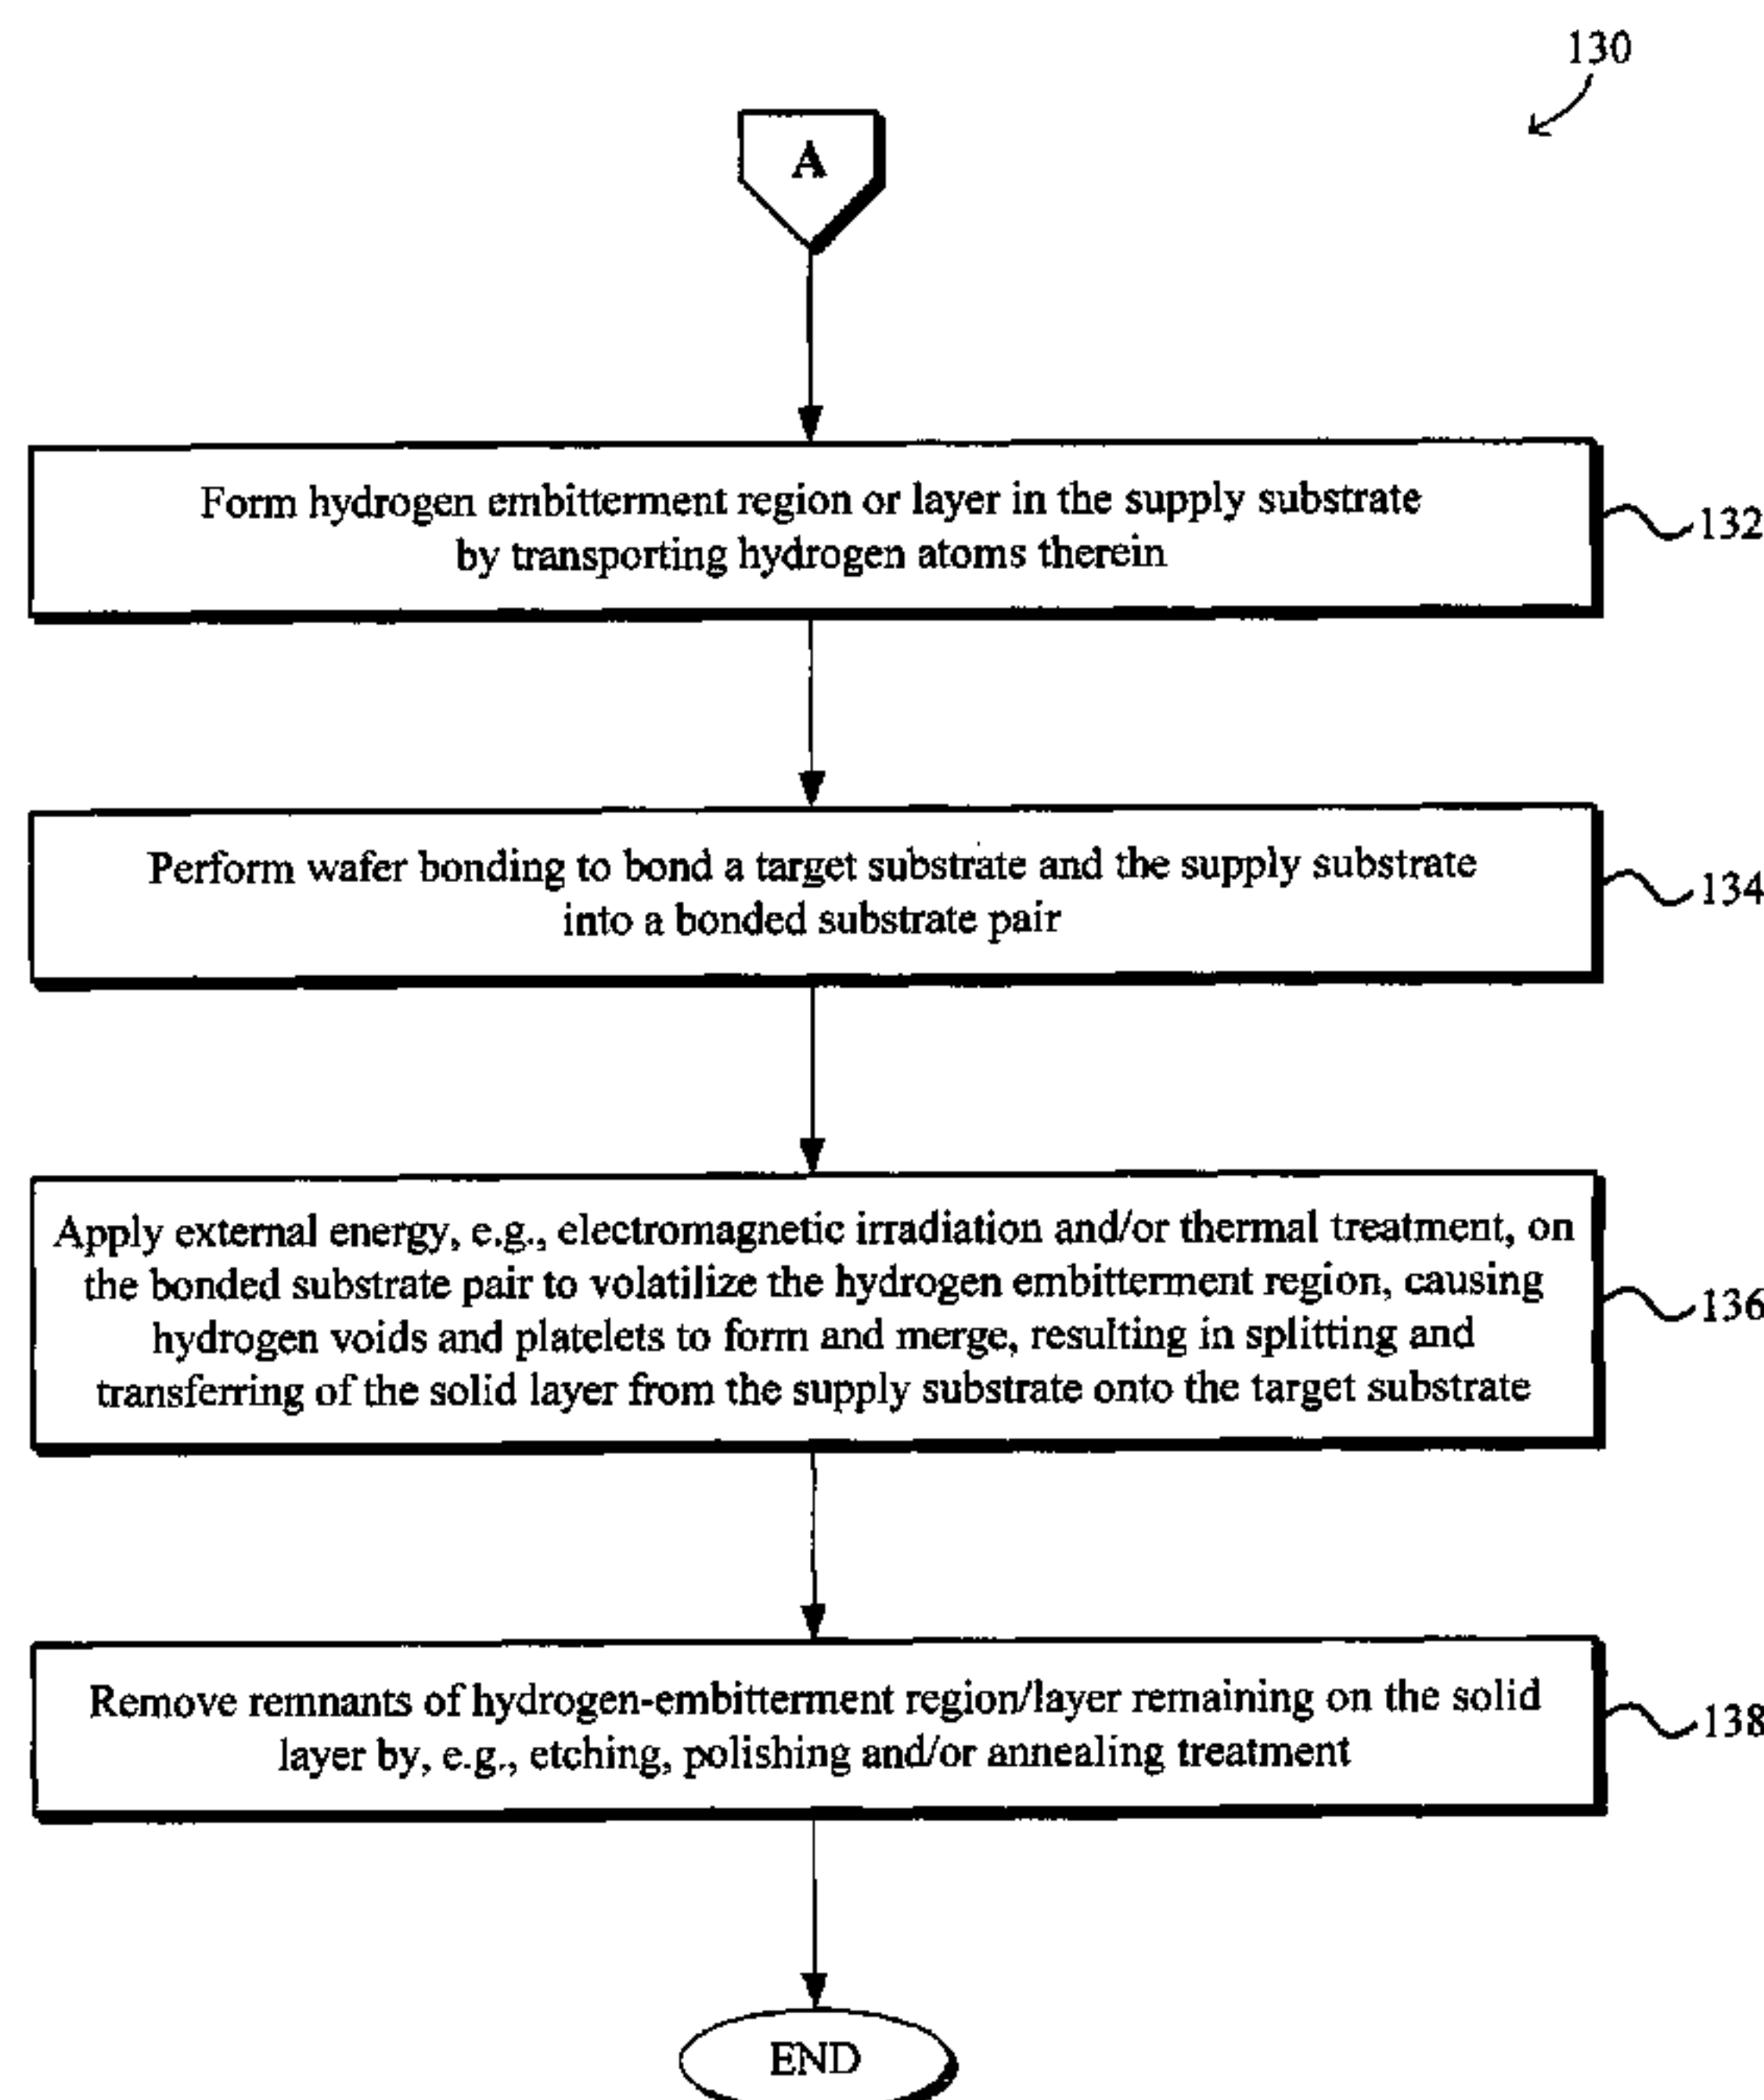 130
A
Form hydrogen embitterment region or layer in the supply substrate
by transporting hydrogen atoms therein
132
Perform wafer bonding to bond a target substrate and the supply substrate
into a bonded substrate pair
134
Apply external energy, e.g., electromagnetic irradiation and/or thermal treatment, on
the bonded substrate pair to volatilize the hydrogen embitterment region, causing
hydrogen voids and platelets to form and merge, resulting in splitting and
transferring of the solid layer from the supply substrate onto the target substrate
136
Remove remnants of hydrogen-embitterment region/layer remaining on the solid
layer by, e.g., etching, polishing and/or annealing treatment
138
END